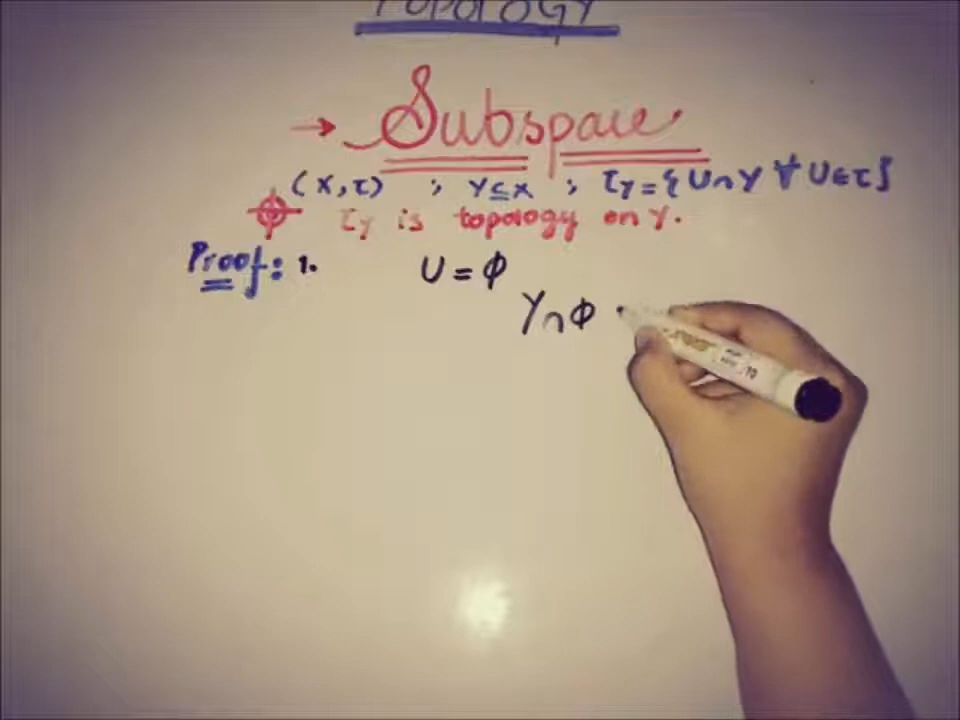 TOPOLOGY
→ Subspace
(X,τ) ; Y⊆X ; τy={U∩Y ∀ U∈τ}
τy is topology on Y.
Proof: 1. U = ϕ
Y∩ϕ